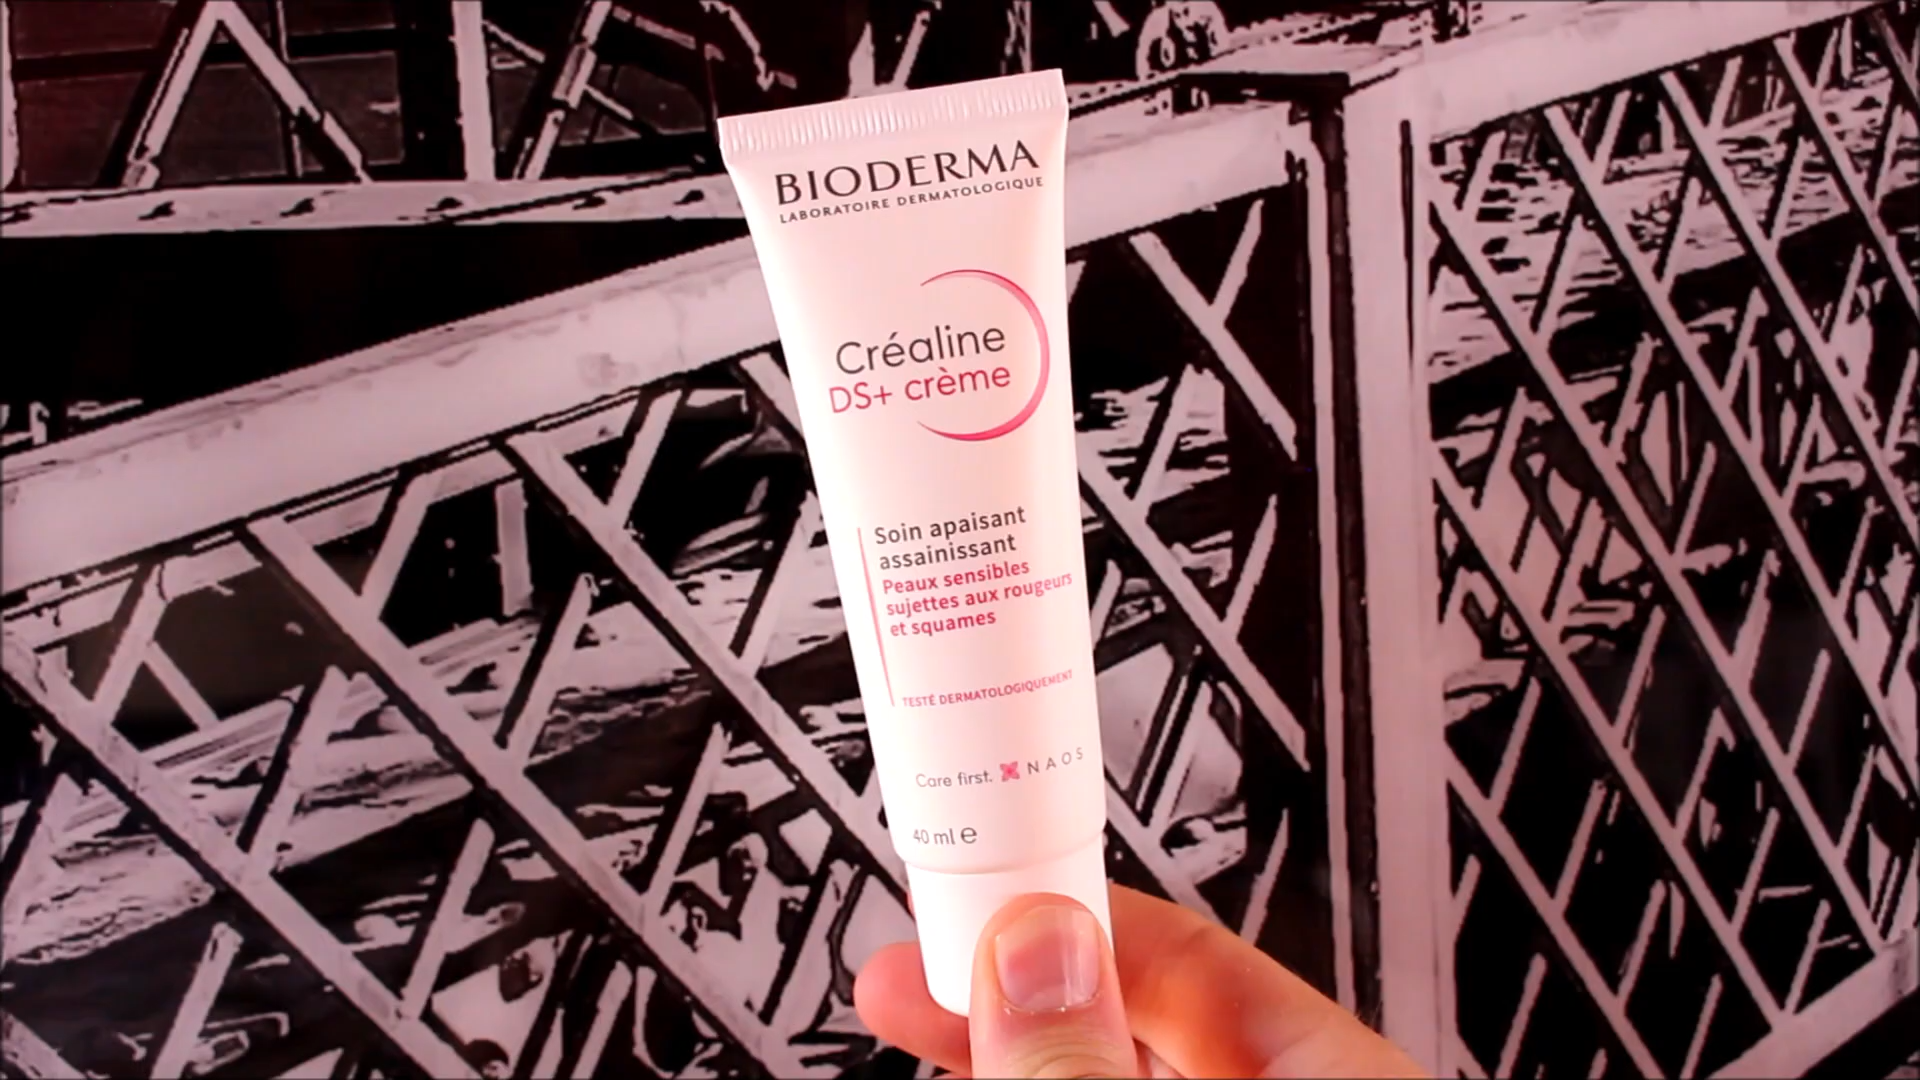 BIODERMA
LABORATOIRE DERMATOLOGIQUE
Créaline
DS+ crème
Soin apaisant
assainissant
Peaux sensibles
sujettes aux rougeurs
et squames
TESTÉ DERMATOLOGIQUEMENT
Care first. NAOS
40 ml ℮